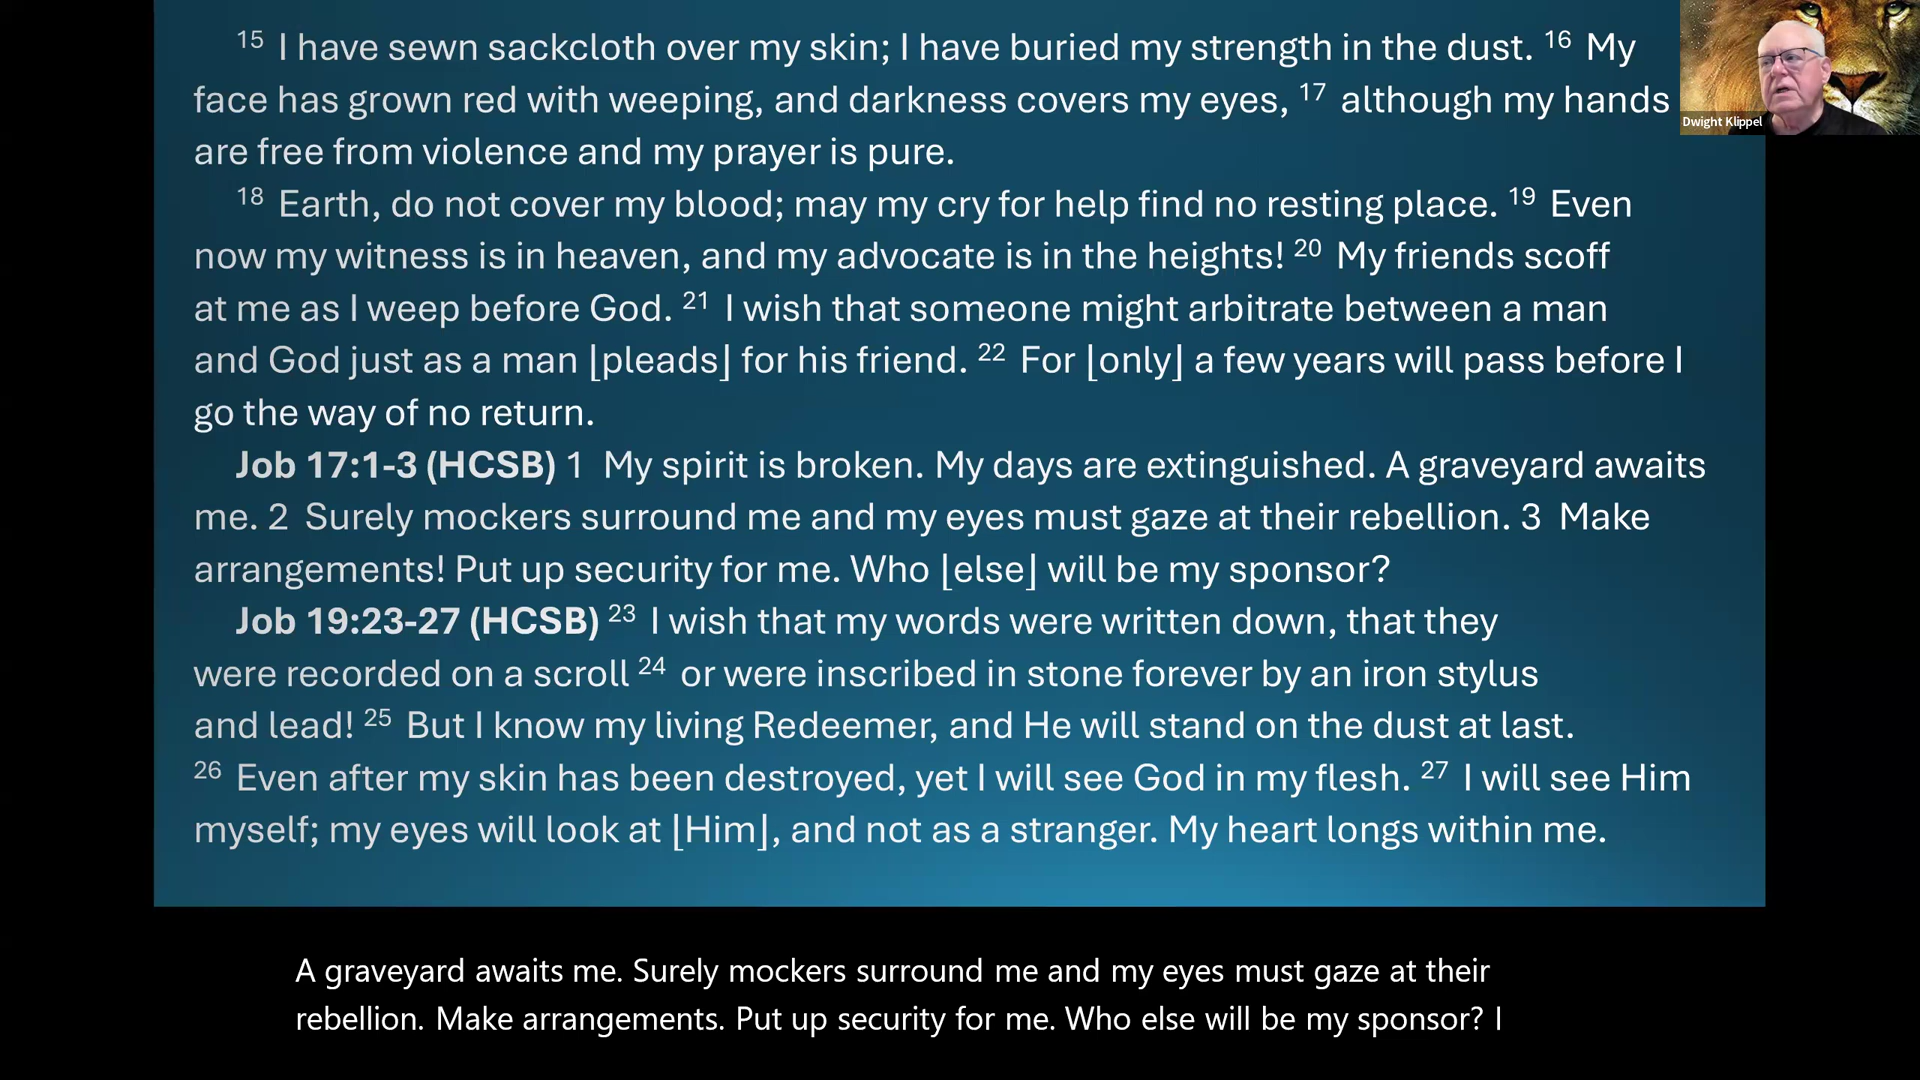 15 I have sewn sackcloth over my skin; I have buried my strength in the dust. 16 My
face has grown red with weeping, and darkness covers my eyes, 17 although my hands
are free from violence and my prayer is pure.
18 Earth, do not cover my blood; may my cry for help find no resting place. 19 Even
now my witness is in heaven, and my advocate is in the heights! 20 My friends scoff
at me as I weep before God. 21 I wish that someone might arbitrate between a man
and God just as a man ⌊pleads⌋ for his friend. 22 For ⌊only⌋ a few years will pass before I
go the way of no return.
Job 17:1-3 (HCSB) 1 My spirit is broken. My days are extinguished. A graveyard awaits
me. 2 Surely mockers surround me and my eyes must gaze at their rebellion. 3 Make
arrangements! Put up security for me. Who ⌊else⌋ will be my sponsor?
Job 19:23-27 (HCSB) 23 I wish that my words were written down, that they
were recorded on a scroll 24 or were inscribed in stone forever by an iron stylus
and lead! 25 But I know my living Redeemer, and He will stand on the dust at last.
26 Even after my skin has been destroyed, yet I will see God in my flesh. 27 I will see Him
myself; my eyes will look at ⌊Him⌋, and not as a stranger. My heart longs within me.
Dwight Klippel
A graveyard awaits me. Surely mockers surround me and my eyes must gaze at their
rebellion. Make arrangements. Put up security for me. Who else will be my sponsor? I